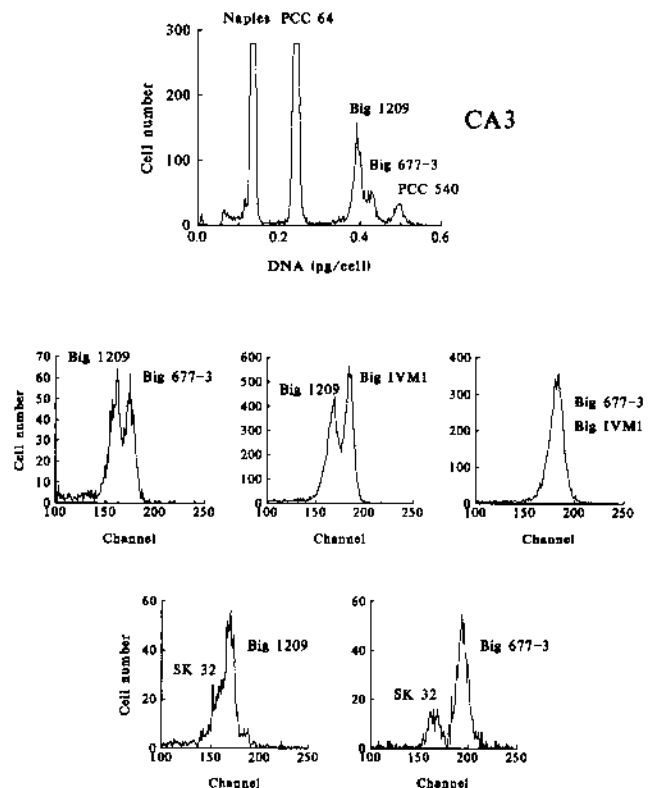 Naples PCC 64
300
200
100
0
Cell number
Big 1209
Big 677-3
PCC 540
CA3
0.0 0.2 0.4 0.6
DNA (pg/cell)
Big 1209
Big 677-3
70
60
50
40
30
20
10
0
Cell number
100 150 200 250
Channel
Big 1209
Big IVM1
600
500
400
300
200
100
0
100 150 200 250
Channel
400
300
200
100
0
Big 677-3
Big IVM1
100 150 200 250
Channel
60
40
20
0
Cell number
SK 32
Big 1209
100 150 200 250
Channel
60
40
20
0
SK 32
Big 677-3
100 150 200 250
Channel